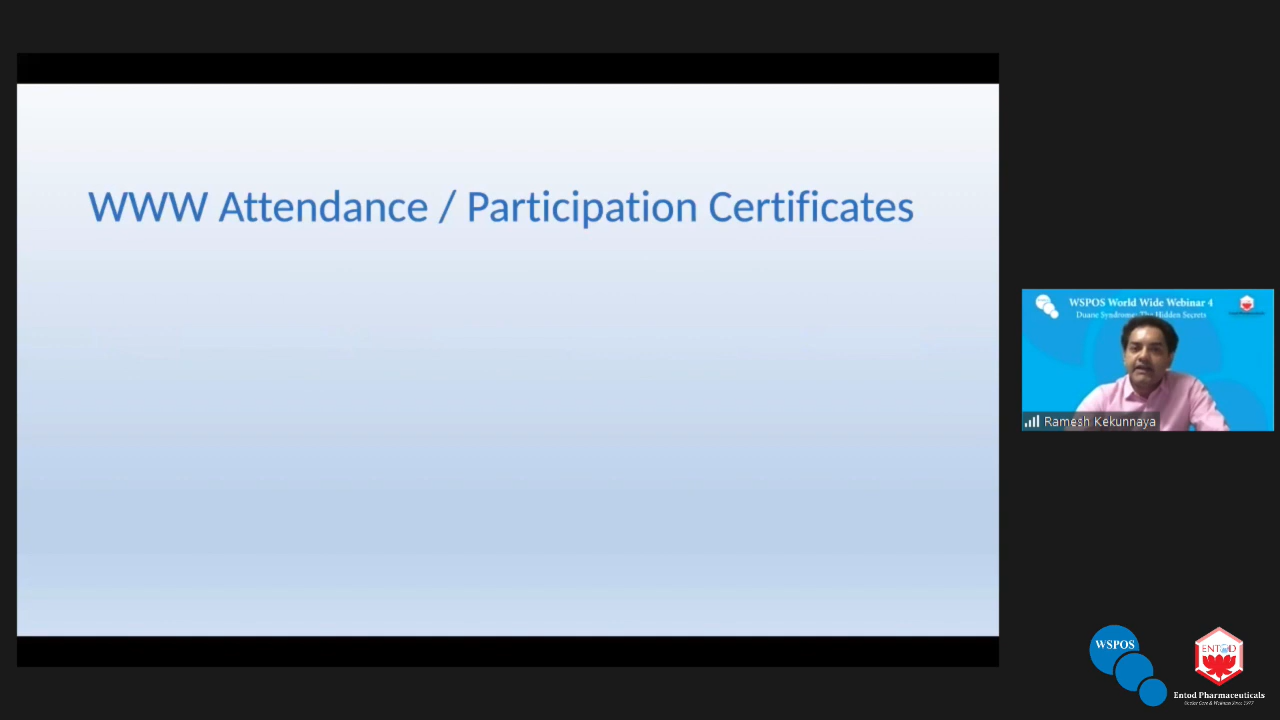 WWW Attendance / Participation Certificates
WSPOS World Wide Webinar 4
Duane Syndrome: The Hidden Secrets
Ramesh Kekunnaya
WSPOS
ENTOD
Entod Pharmaceuticals